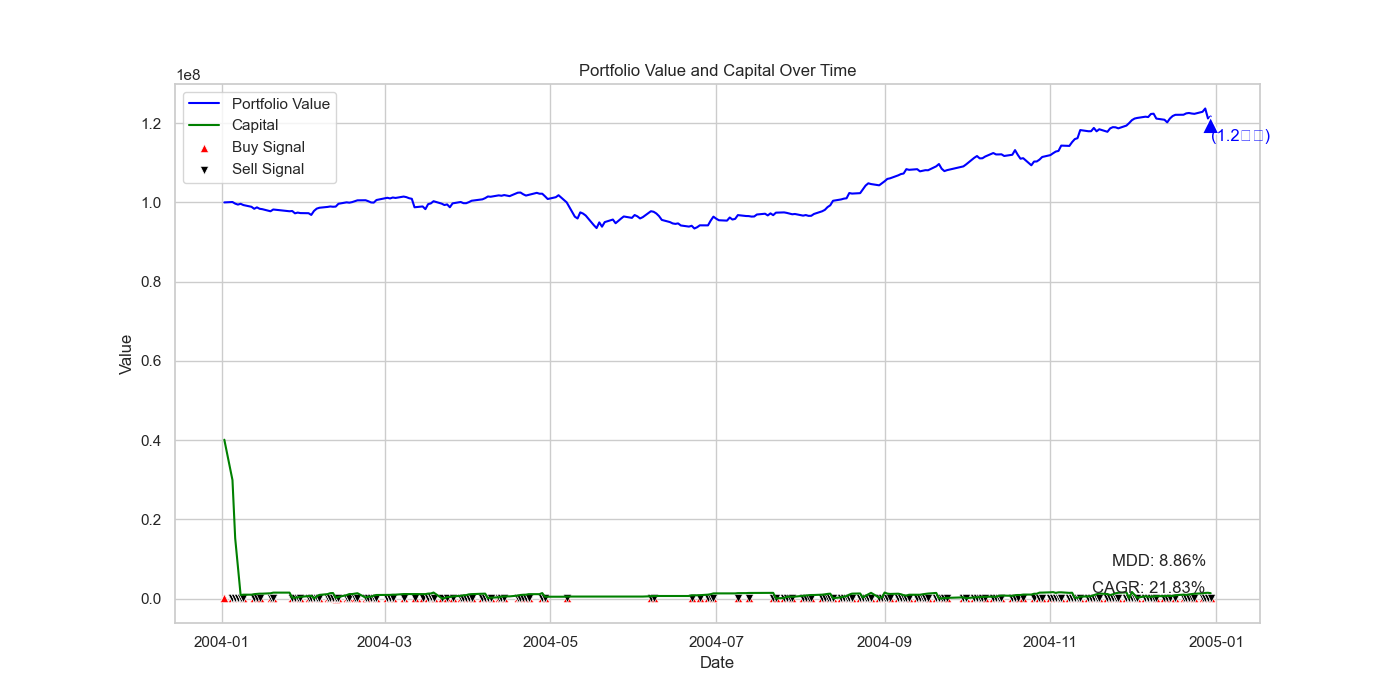 Portfolio Value and Capital Over Time
1e8
Portfolio Value
Capital
Buy Signal
Sell Signal
1.2
1.0
0.8
0.6
0.4
0.2
0.0
Value
(1.2□□)
MDD: 8.86%
CAGR: 21.83%
2004-01
2004-03
2004-05
2004-07
2004-09
2004-11
2005-01
Date